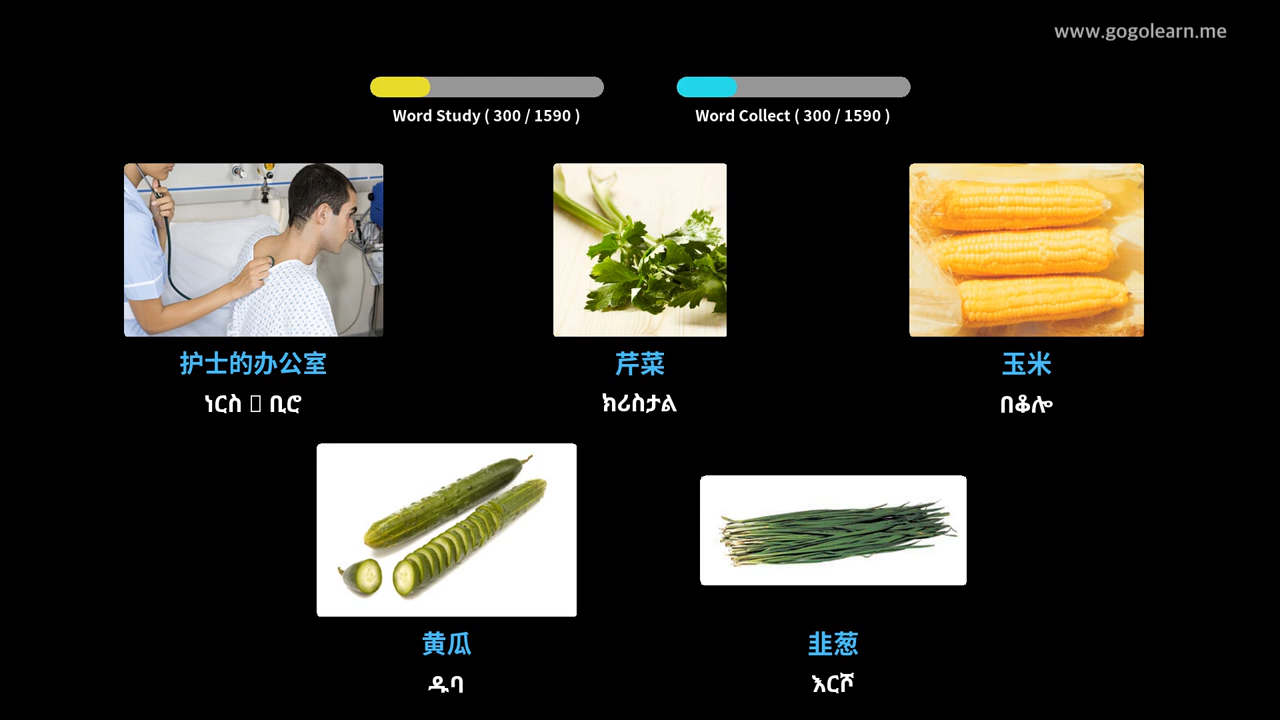 www.gogolearn.me
Word Study ( 300 / 1590 )
Word Collect ( 300 / 1590 )
护士的办公室
ነርስ ቢሮ
芹菜
ክሪስታል
玉米
በቆሎ
黄瓜
ዱባ
韭葱
እርሾ